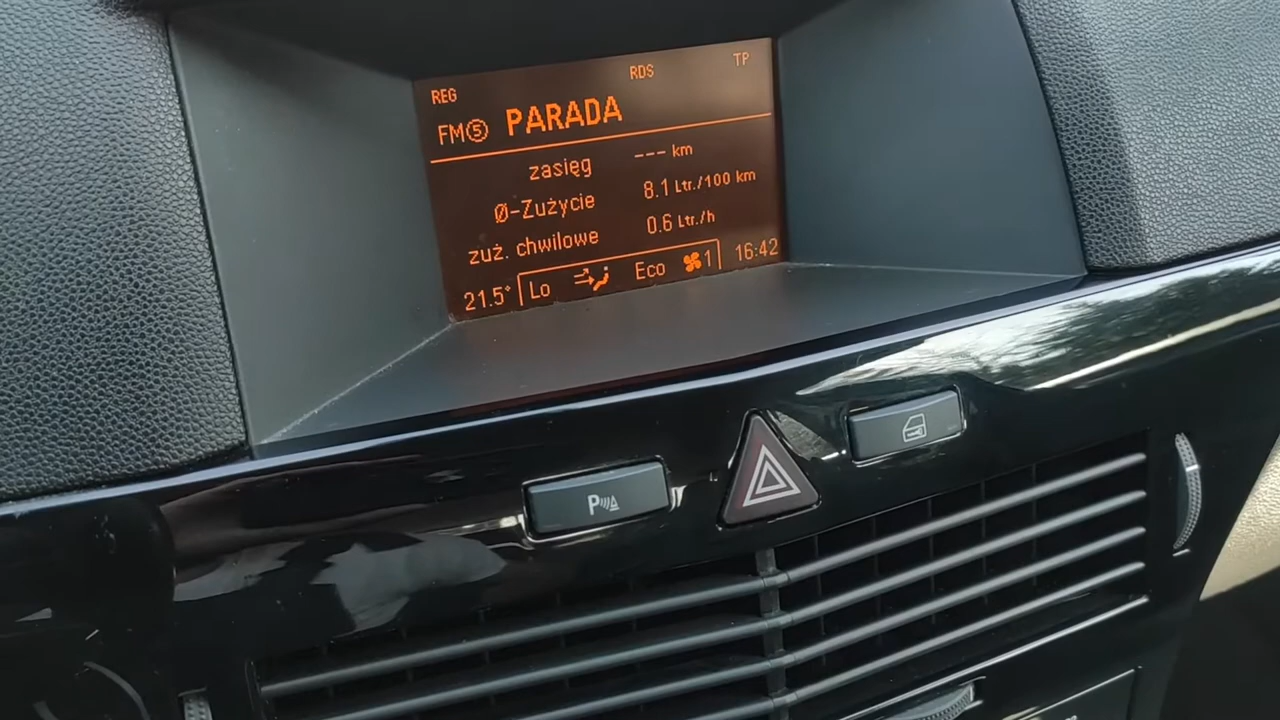 REG RDS TP
FM⑤ PARADA
zasięg --- km
Ø-Zużycie 8.1 Ltr./100 km
zuż. chwilowe 0.6 Ltr./h
21.5° Lo Eco 1 16:42
P